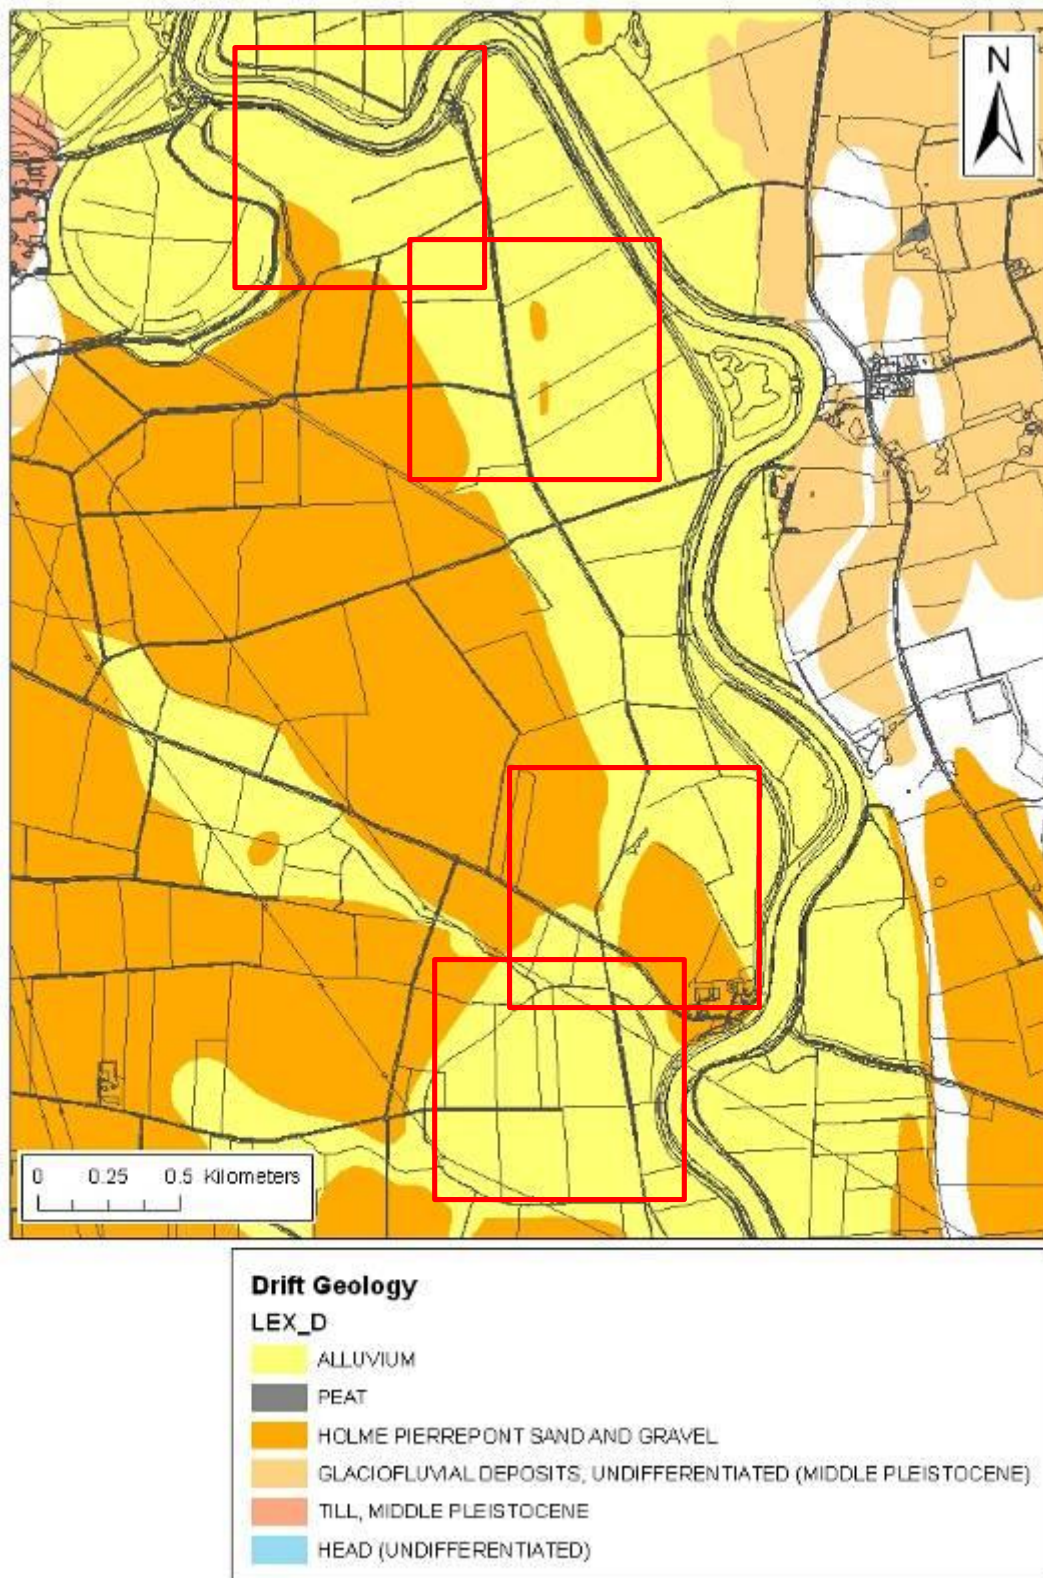 N
0 0.25 0.5 Kilometers
Drift Geology
LEX_D
ALLUVIUM
PEAT
HOLME PIERREPONT SAND AND GRAVEL
GLACIOFLUVIAL DEPOSITS, UNDIFFERENTIATED (MIDDLE PLEISTOCENE)
TILL, MIDDLE PLEISTOCENE
HEAD (UNDIFFERENTIATED)